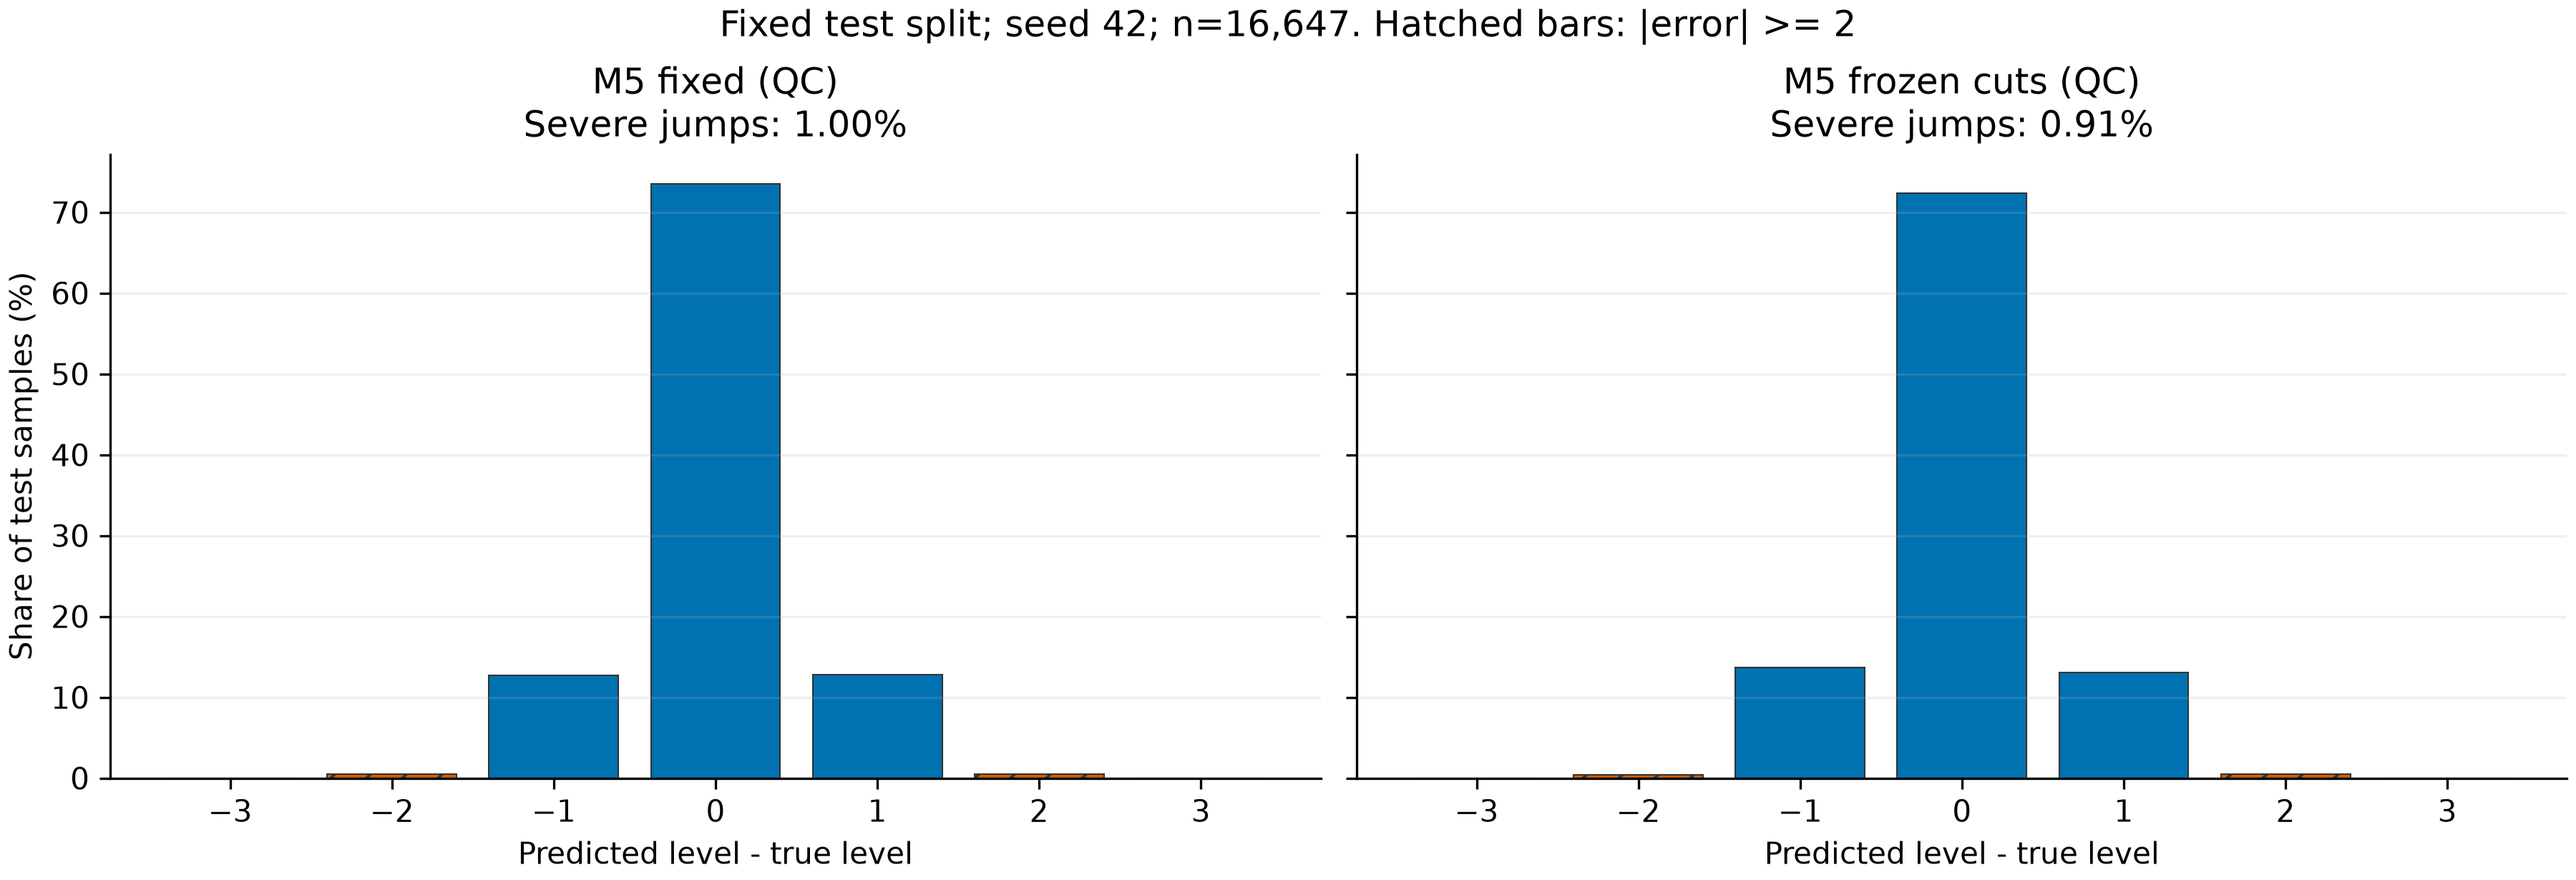 Fixed test split; seed 42; n=16,647. Hatched bars: |error| >= 2
M5 fixed (QC)
Severe jumps: 1.00%
Share of test samples (%)
70
60
50
40
30
20
10
0
−3 −2 −1 0 1 2 3
Predicted level - true level
M5 frozen cuts (QC)
Severe jumps: 0.91%
−3 −2 −1 0 1 2 3
Predicted level - true level